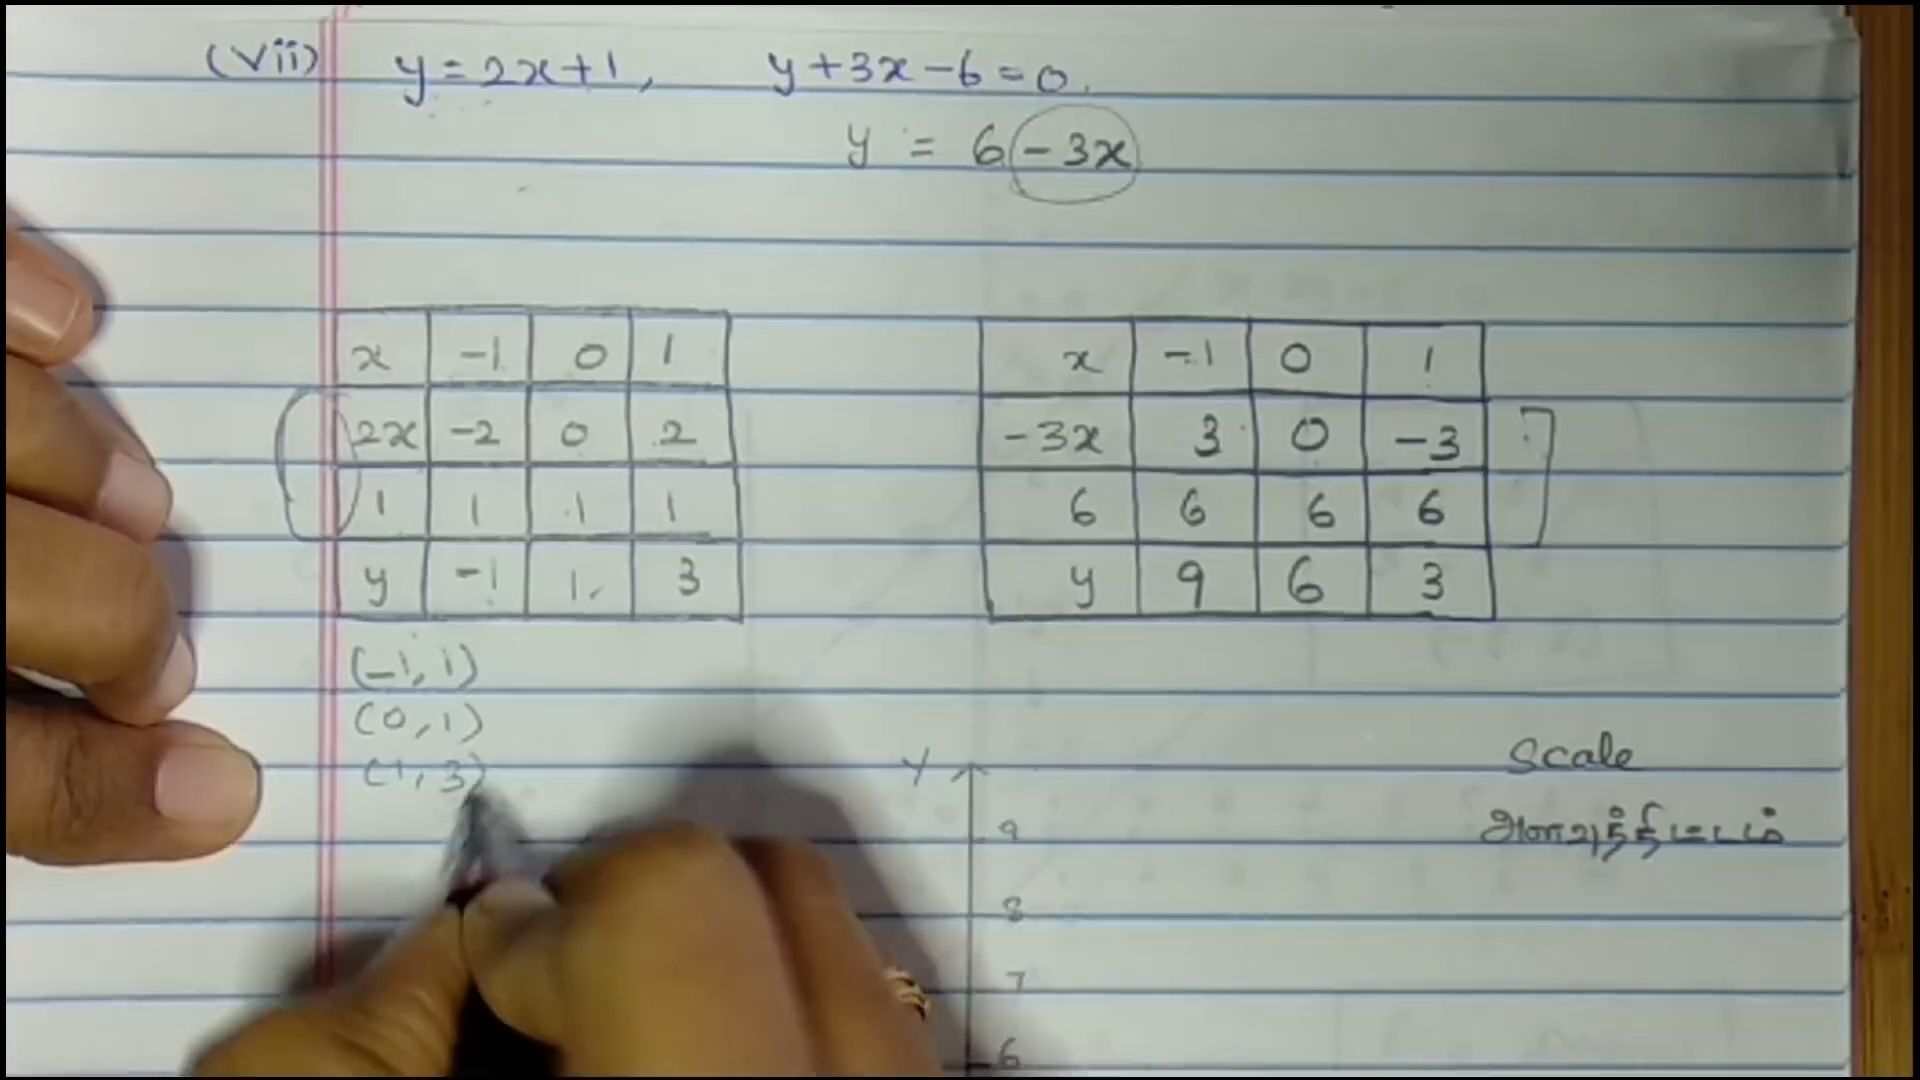 (vii) y = 2x + 1, y + 3x - 6 = 0.
y = 6 - 3x
x -1 0 1
2x -2 0 2
1 1 1 1
y -1 1 3
x -1 0 1
-3x 3 0 -3
6 6 6 6
y 9 6 3
(-1, 1)
(0, 1)
(1, 3)
Scale
Y
9
8
7
6